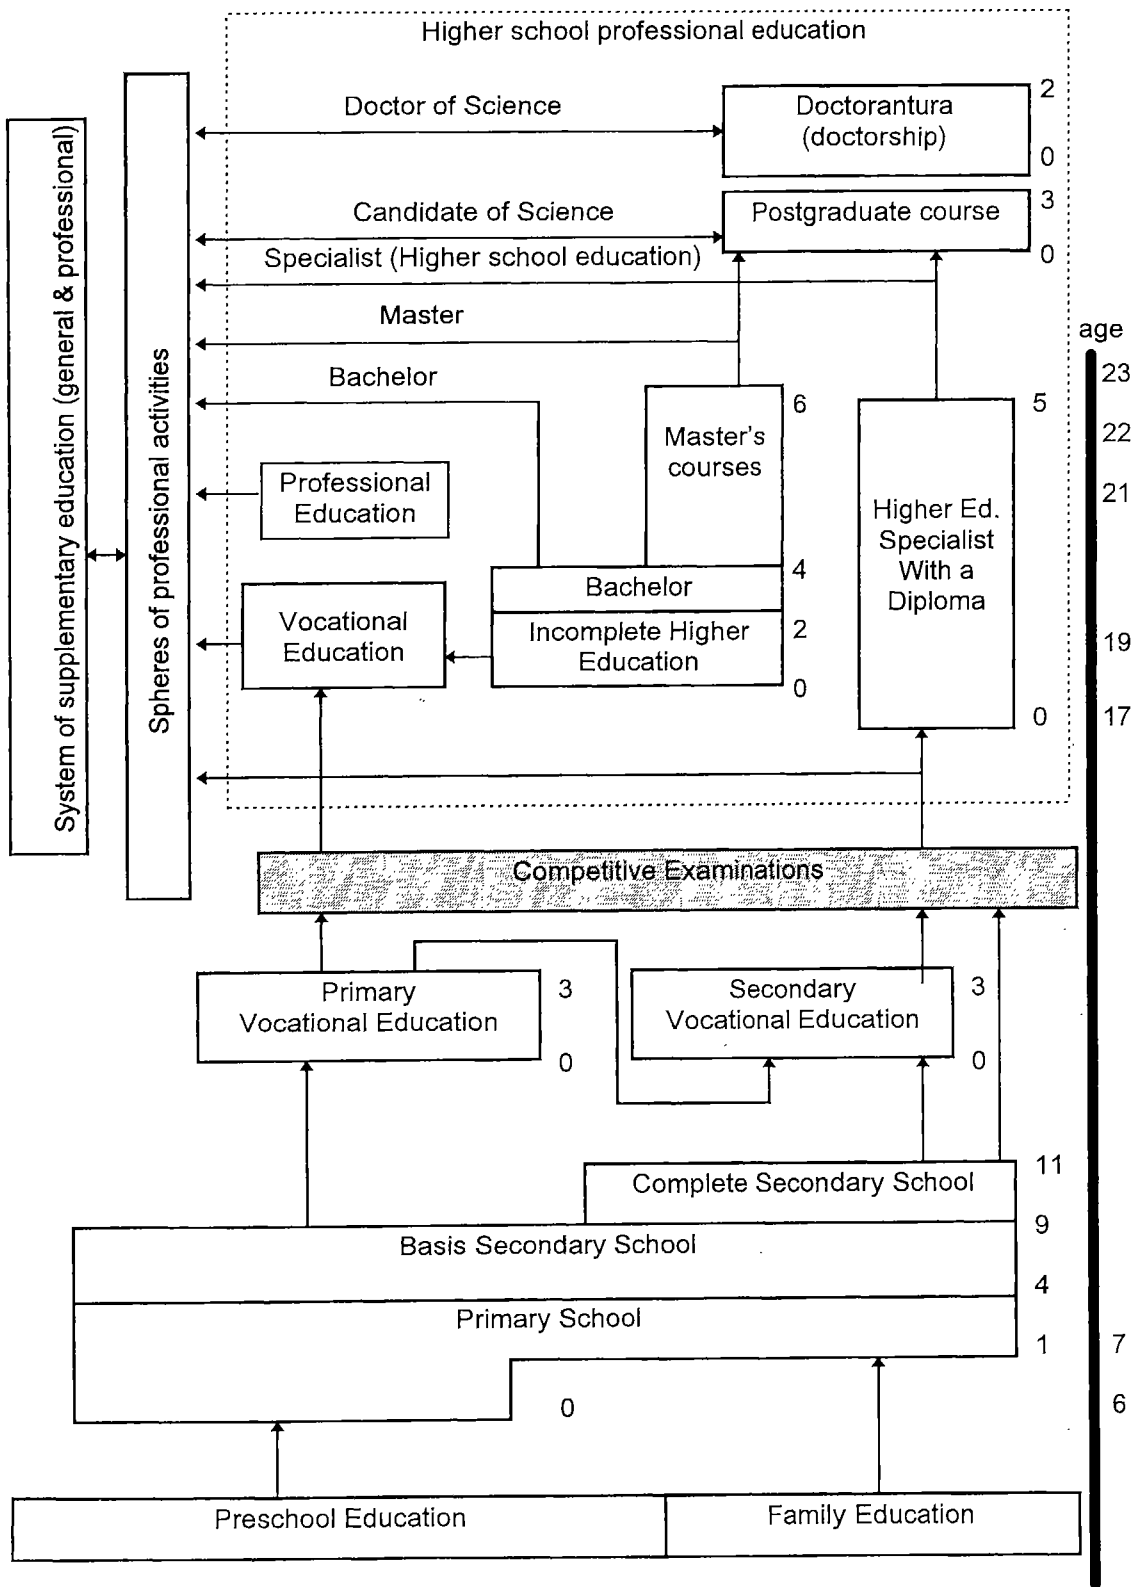 Higher school professional education
System of supplementary education (general & professional)
Spheres of professional activities
Doctor of Science
Doctorantura
(doctorship)
2
0
Candidate of Science
Postgraduate course
3
0
Specialist (Higher school education)
Master
age
Bachelor
23
6
5
22
Master's
courses
Professional
Education
21
Higher Ed.
Specialist
With a
Diploma
4
Bachelor
Vocational
Education
Incomplete Higher
Education
2
0
19
0
17
Competitive Examinations
Primary
Vocational Education
3
0
Secondary
Vocational Education
3
0
11
Complete Secondary School
9
Basis Secondary School
4
Primary School
1
7
0
6
Preschool Education
Family Education